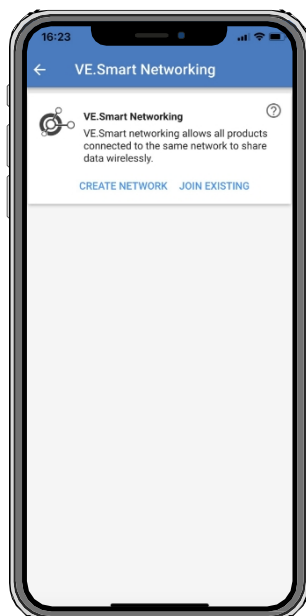 16:23
VE.Smart Networking
VE.Smart Networking
VE.Smart networking allows all products
connected to the same network to share
data wirelessly.
CREATE NETWORK JOIN EXISTING